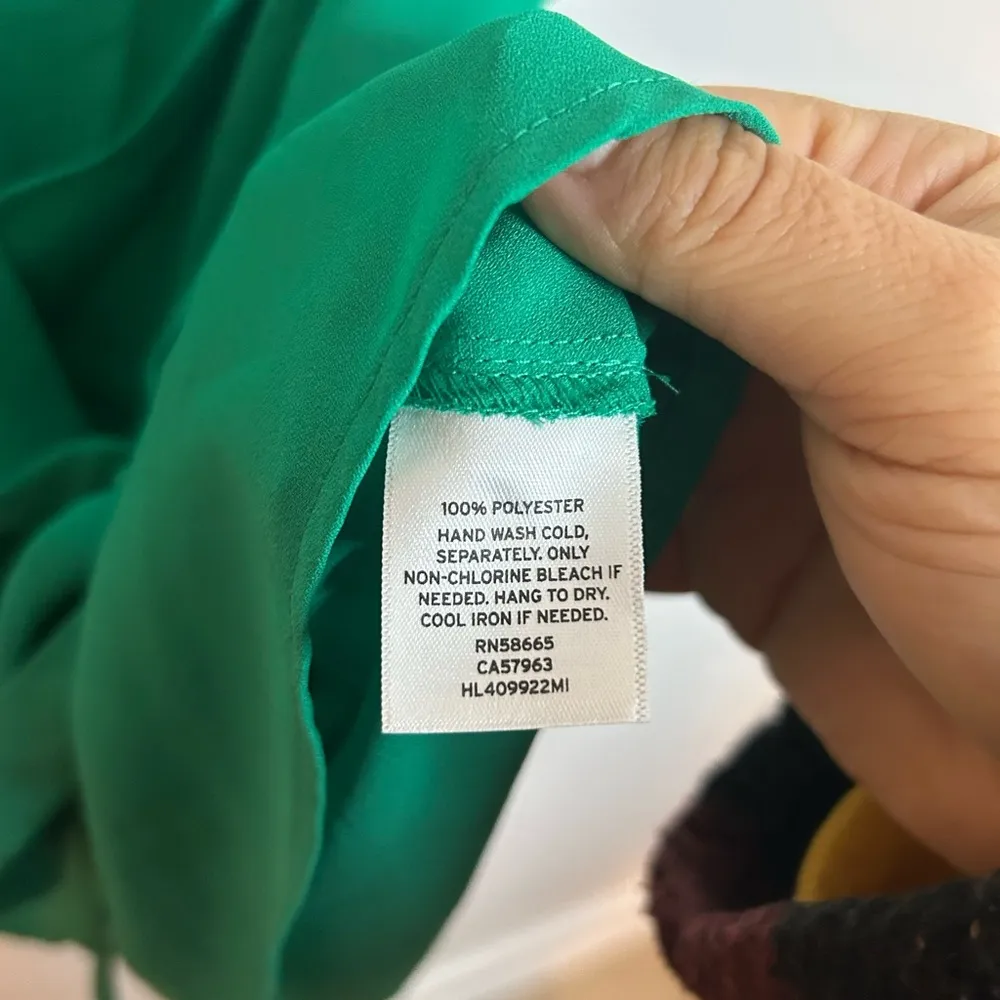 100% POLYESTER
HAND WASH COLD,
SEPARATELY. ONLY
NON-CHLORINE BLEACH IF
NEEDED. HANG TO DRY.
COOL IRON IF NEEDED.
RN58665
CA57963
HL409922MI